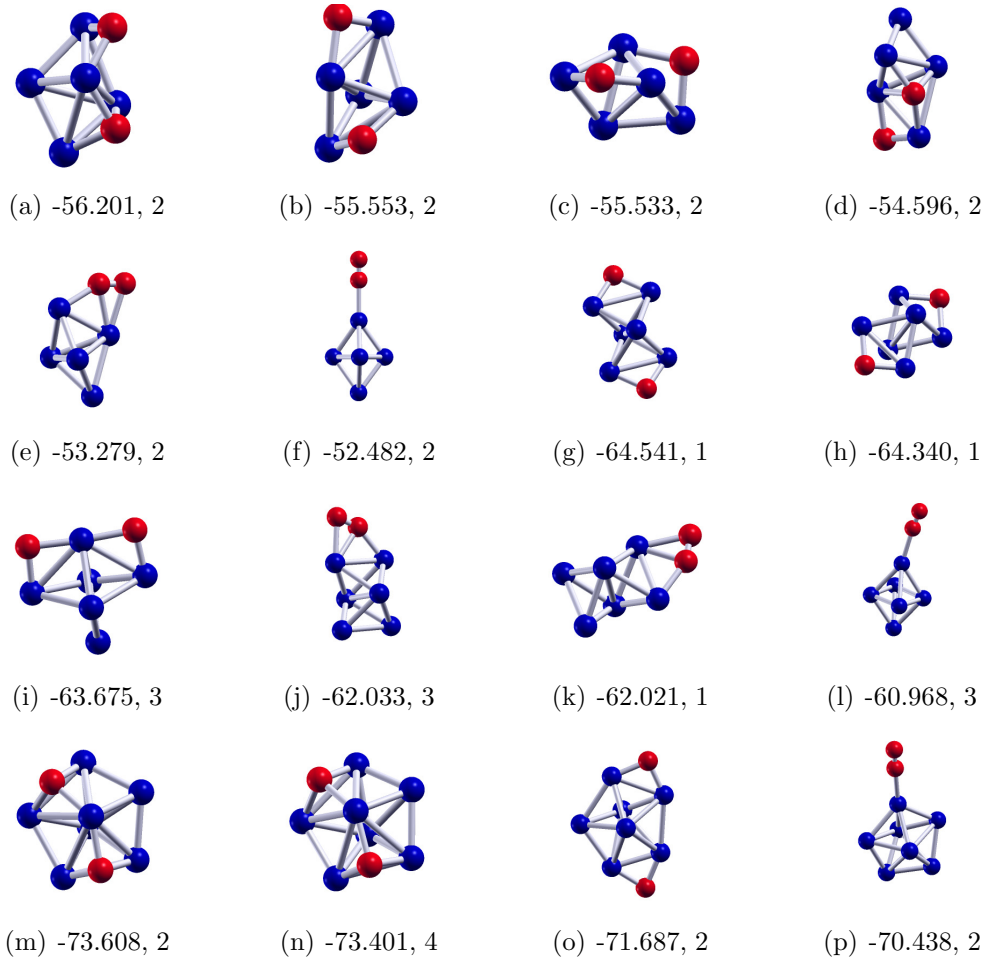 (a) -56.201, 2 (b) -55.553, 2 (c) -55.533, 2 (d) -54.596, 2
(e) -53.279, 2 (f) -52.482, 2 (g) -64.541, 1 (h) -64.340, 1
(i) -63.675, 3 (j) -62.033, 3 (k) -62.021, 1 (l) -60.968, 3
(m) -73.608, 2 (n) -73.401, 4 (o) -71.687, 2 (p) -70.438, 2